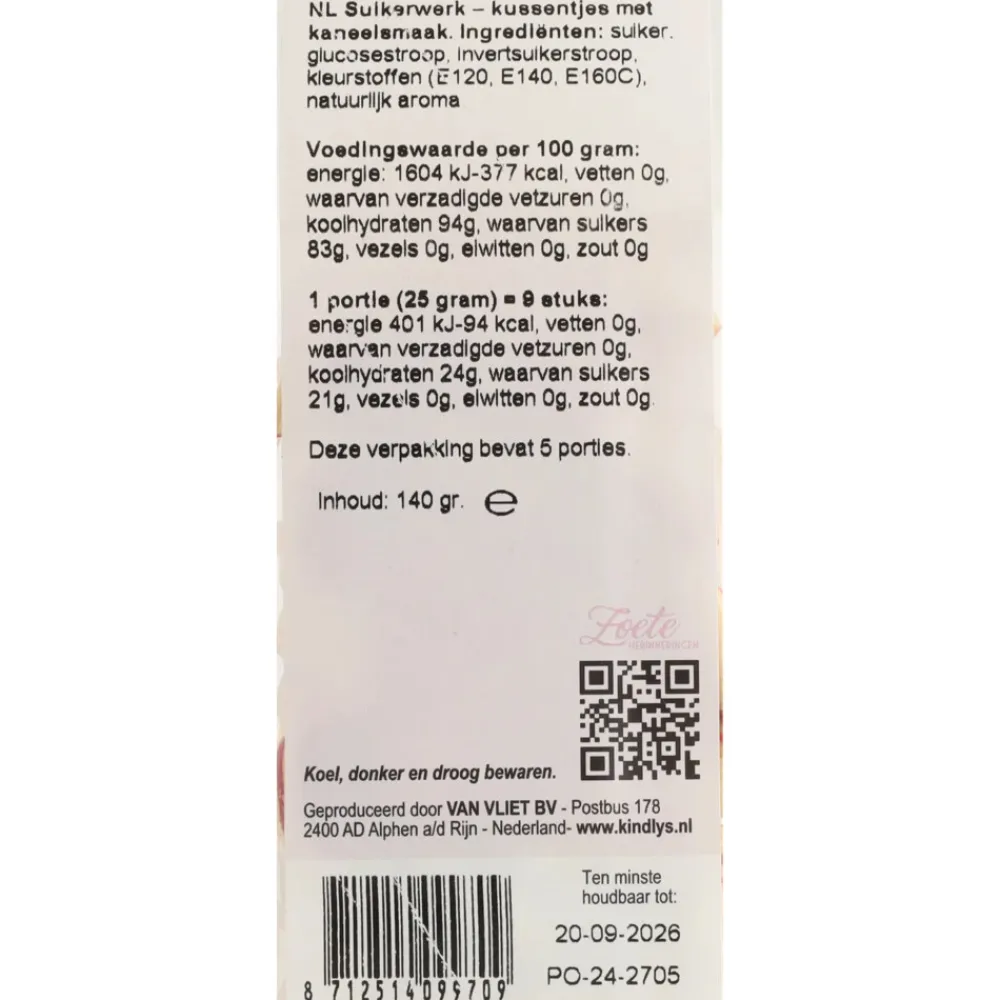 NL Suikerwerk – kussentjes met
kaneelsmaak. Ingrediënten: suiker,
glucosestroop, invertsuikerstroop,
kleurstoffen (E120, E140, E160C),
natuurlijk aroma
Voedingswaarde per 100 gram:
energie: 1604 kJ-377 kcal, vetten 0g,
waarvan verzadigde vetzuren 0g,
koolhydraten 94g, waarvan suikers
83g, vezels 0g, eiwitten 0g, zout 0g
1 portie (25 gram) = 9 stuks:
energie 401 kJ-94 kcal, vetten 0g,
waarvan verzadigde vetzuren 0g,
koolhydraten 24g, waarvan suikers
21g, vezels 0g, eiwitten 0g, zout 0g.
Deze verpakking bevat 5 porties.
Inhoud: 140 gr. ℮
Zoete
HERINNERINGEN
Koel, donker en droog bewaren.
Geproduceerd door VAN VLIET BV - Postbus 178
2400 AD Alphen a/d Rijn - Nederland- www.kindlys.nl
Ten minste
houdbaar tot:
20-09-2026
PO-24-2705
8 712514 099709